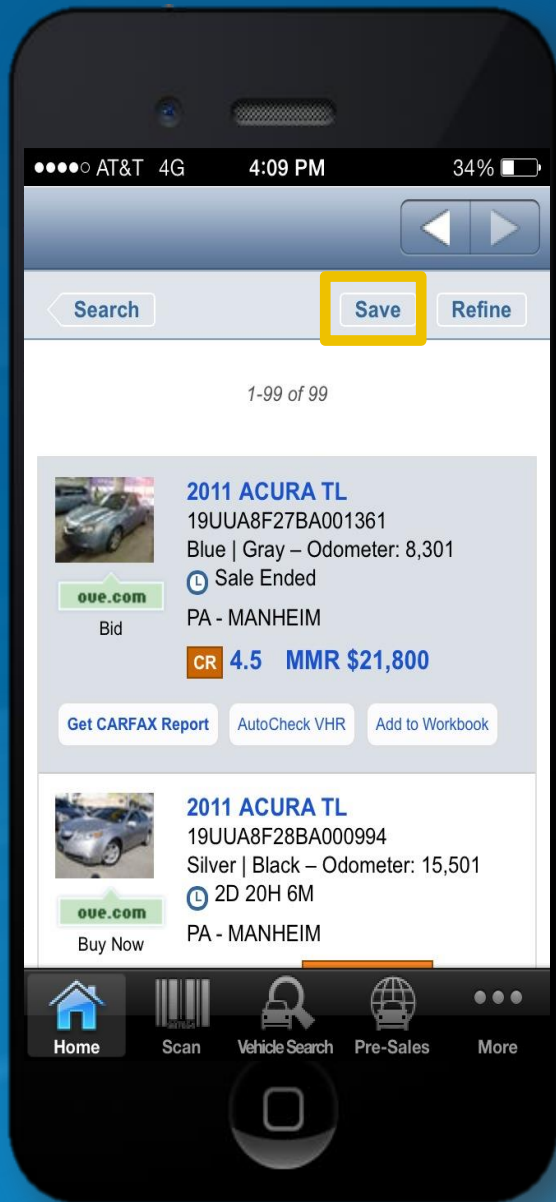 AT&T 4G 4:09 PM 34%
Search Save Refine
1-99 of 99
2011 ACURA TL
19UUA8F27BA001361
Blue | Gray – Odometer: 8,301
Sale Ended
PA - MANHEIM
CR 4.5 MMR $21,800
ove.com
Bid
Get CARFAX Report AutoCheck VHR Add to Workbook
2011 ACURA TL
19UUA8F28BA000994
Silver | Black – Odometer: 15,501
2D 20H 6M
PA - MANHEIM
ove.com
Buy Now
Home Scan Vehicle Search Pre-Sales More